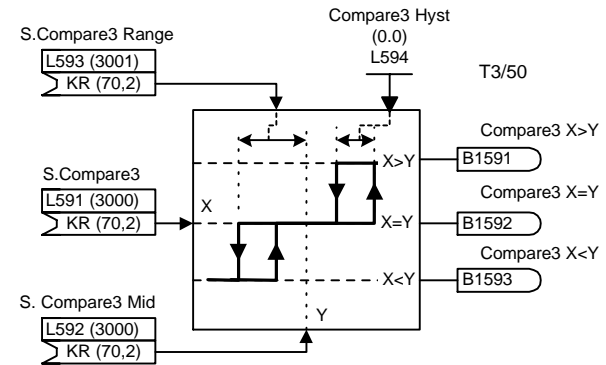 Compare3 Hyst
(0.0)
L594
S.Compare3 Range
L593 (3001)
KR (70,2)
T3/50
Compare3 X>Y
X>Y
B1591
S.Compare3
L591 (3000)
KR (70,2)
X
Compare3 X=Y
X=Y
B1592
Compare3 X<Y
X<Y
B1593
S. Compare3 Mid
L592 (3000)
KR (70,2)
Y